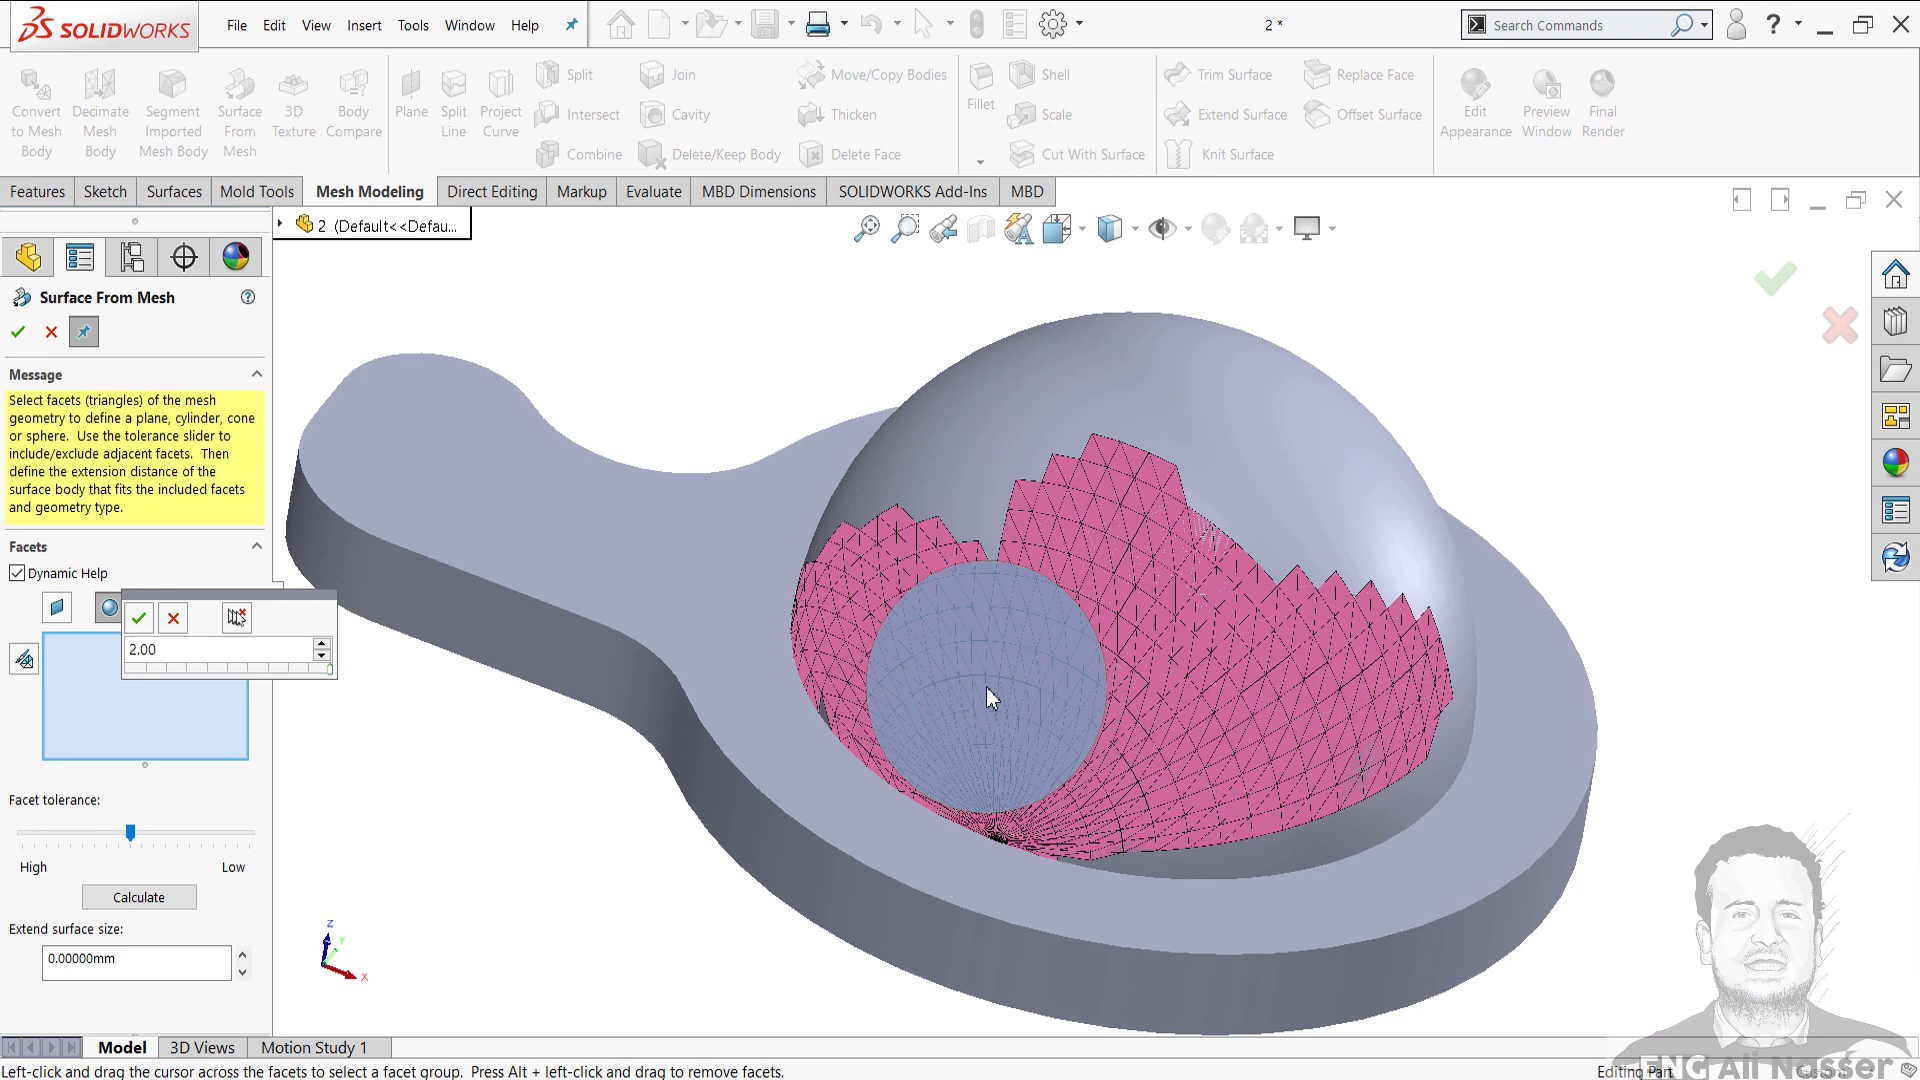 SOLIDWORKS
File Edit View Insert Tools Window Help
2 *
Search Commands
Convert to Mesh Body
Decimate Mesh Body
Segment Imported Mesh Body
Surface From Mesh
3D Texture
Body Compare
Plane
Split Line
Project Curve
Split
Intersect
Combine
Join
Cavity
Delete/Keep Body
Move/Copy Bodies
Thicken
Delete Face
Fillet
Shell
Scale
Cut With Surface
Trim Surface
Extend Surface
Knit Surface
Replace Face
Offset Surface
Edit Appearance
Preview Window
Final Render
Features Sketch Surfaces Mold Tools Mesh Modeling Direct Editing Markup Evaluate MBD Dimensions SOLIDWORKS Add-Ins MBD
2 (Default<<Defau...
Surface From Mesh
Message
Select facets (triangles) of the mesh
geometry to define a plane, cylinder, cone
or sphere. Use the tolerance slider to
include/exclude adjacent facets. Then
define the extension distance of the
surface body that fits the included facets
and geometry type.
Facets
Dynamic Help
2.00
Facet tolerance:
High Low
Calculate
Extend surface size:
0.00000mm
Z
Y
X
Model 3D Views Motion Study 1
Left-click and drag the cursor across the facets to select a facet group. Press Alt + left-click and drag to remove facets.
Editing Part
ENG Ali Nasser